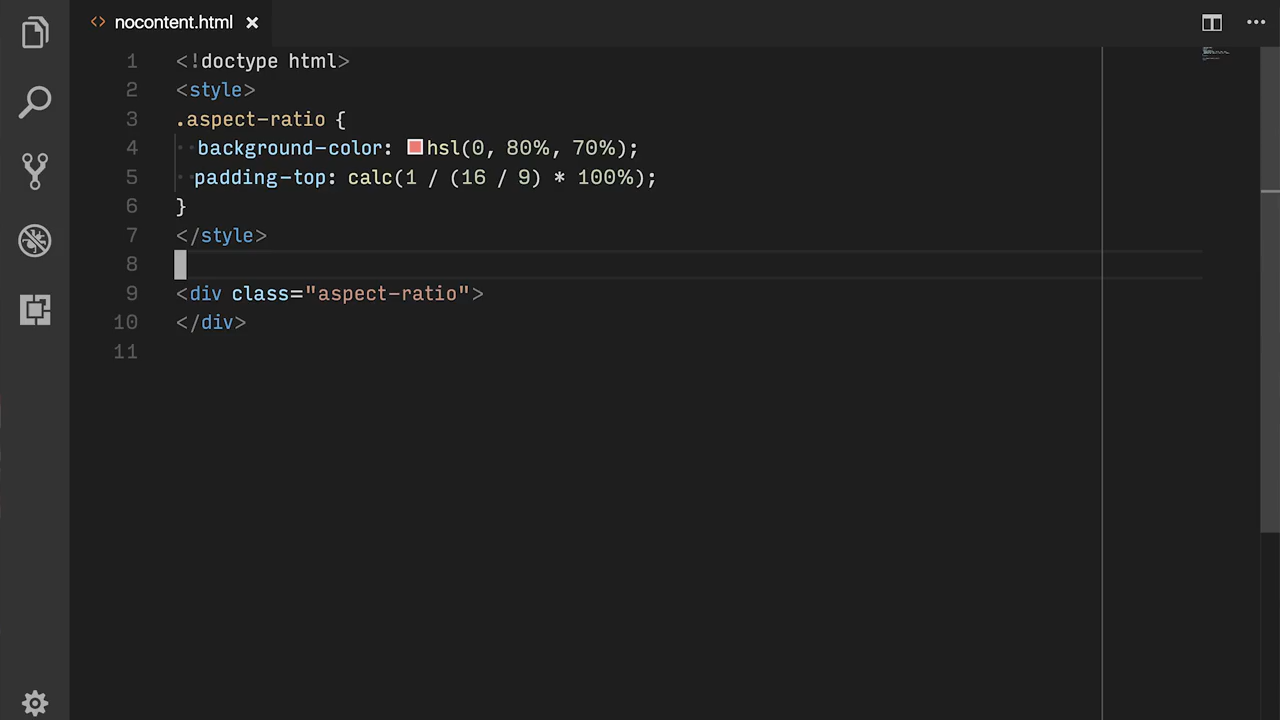 nocontent.html
1 <!doctype html>
2 <style>
3 .aspect-ratio {
4 background-color: hsl(0, 80%, 70%);
5 padding-top: calc(1 / (16 / 9) * 100%);
6 }
7 </style>
8
9 <div class="aspect-ratio">
10 </div>
11